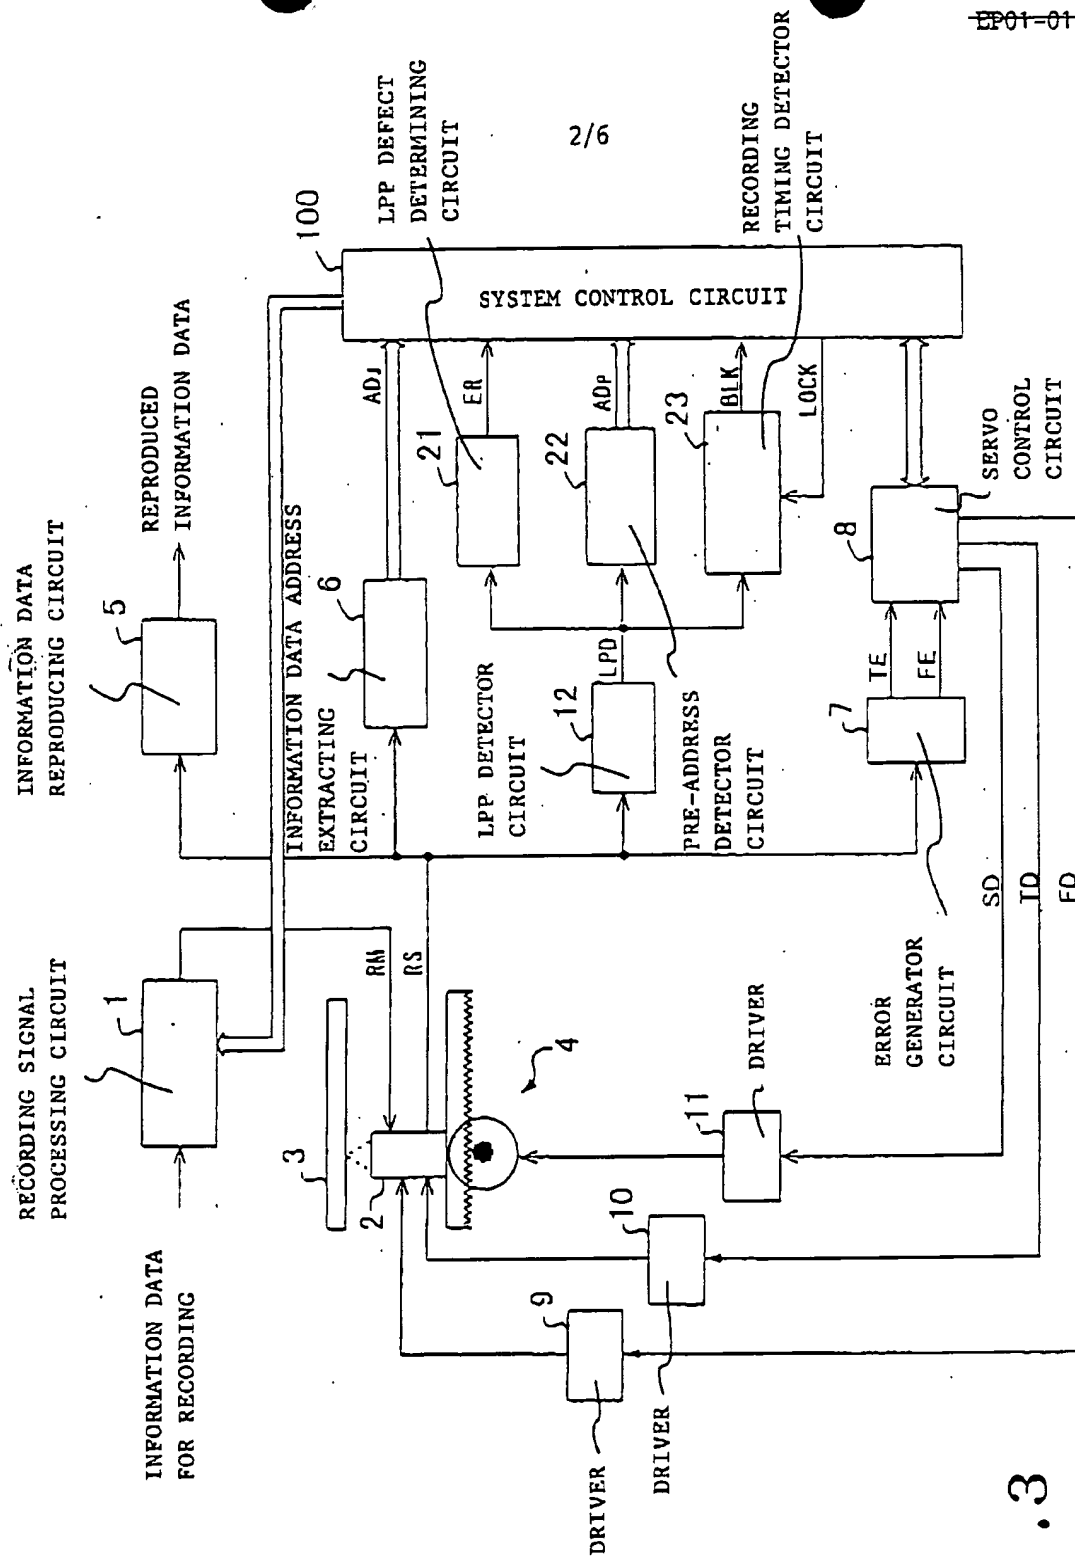 EP01-01
2/6
RECORDING SIGNAL
PROCESSING CIRCUIT
INFORMATION DATA
REPRODUCING CIRCUIT
REPRODUCED
INFORMATION DATA
INFORMATION DATA
FOR RECORDING
1
5
INFORMATION DATA ADDRESS
EXTRACTING
CIRCUIT
6
100
SYSTEM CONTROL CIRCUIT
LPP DEFECT
DETERMINING
CIRCUIT
3
2
RM
RS
4
ADJ
21
ER
LPP DETECTOR
CIRCUIT
12
LPD
22
ADP
PRE-ADDRESS
DETECTOR
CIRCUIT
23
BLK
LOCK
RECORDING
TIMING DETECTOR
CIRCUIT
9
DRIVER
10
DRIVER
11
DRIVER
ERROR
GENERATOR
CIRCUIT
7
TE
FE
8
SERVO
CONTROL
CIRCUIT
SD
TD
FD
.3